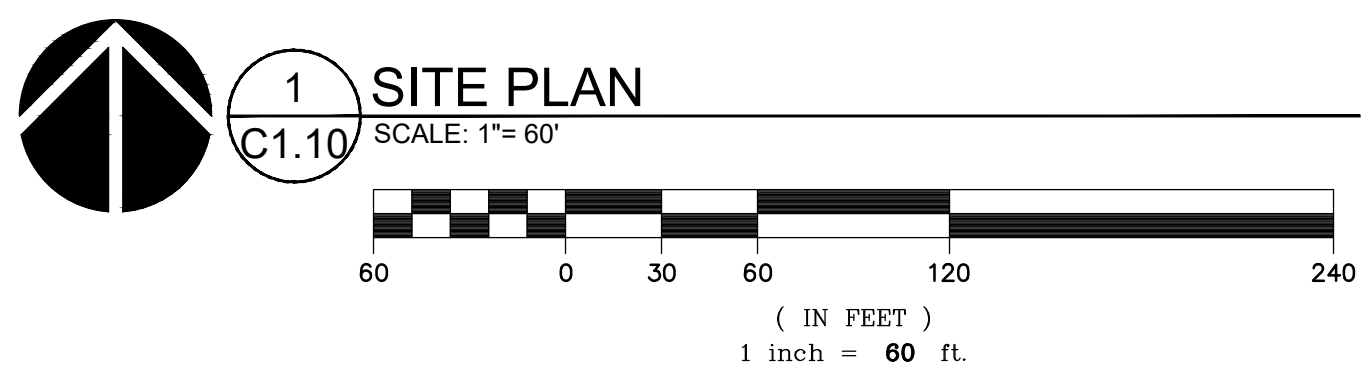 1
C1.10
SITE PLAN
SCALE: 1"= 60'
60 0 30 60 120 240
( IN FEET )
1 inch = 60 ft.